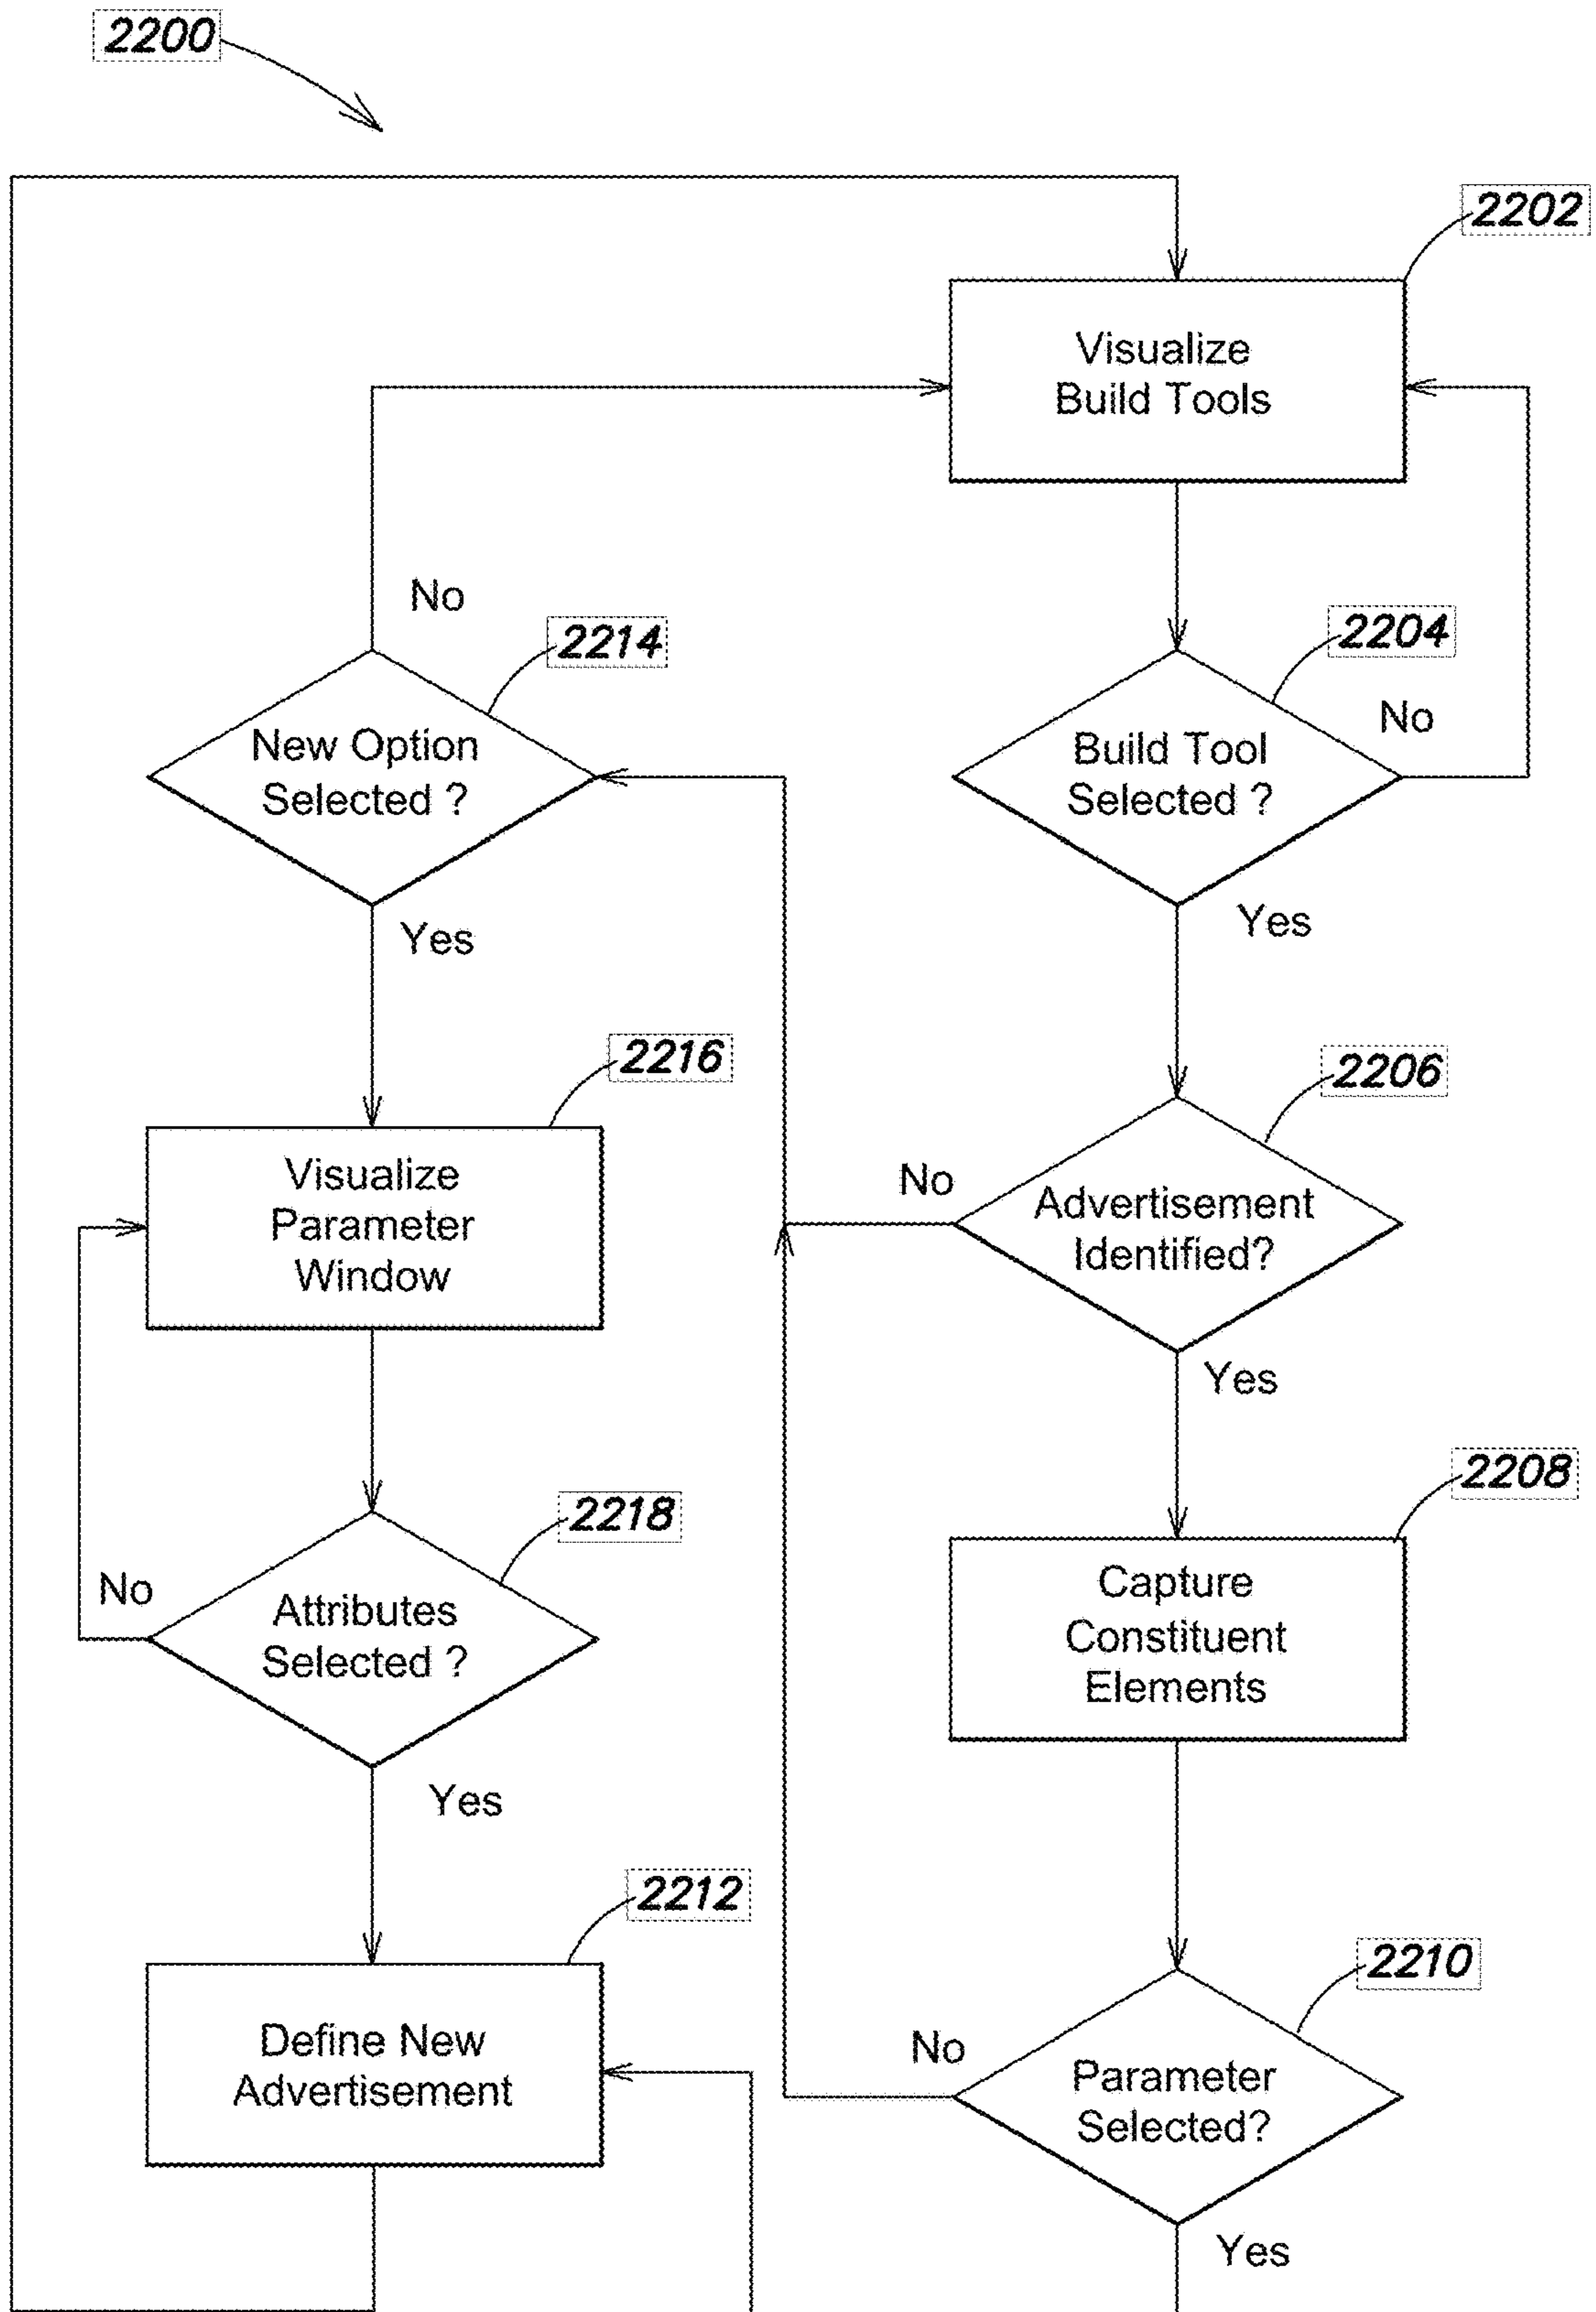 2200
2202
Visualize
Build Tools
No
2214
2204
No
New Option
Selected ?
Build Tool
Selected ?
Yes
Yes
2216
2206
Visualize
Parameter
Window
No
Advertisement
Identified?
Yes
2208
2218
No
Attributes
Selected ?
Capture
Constituent
Elements
Yes
2212
2210
Define New
Advertisement
No
Parameter
Selected?
Yes